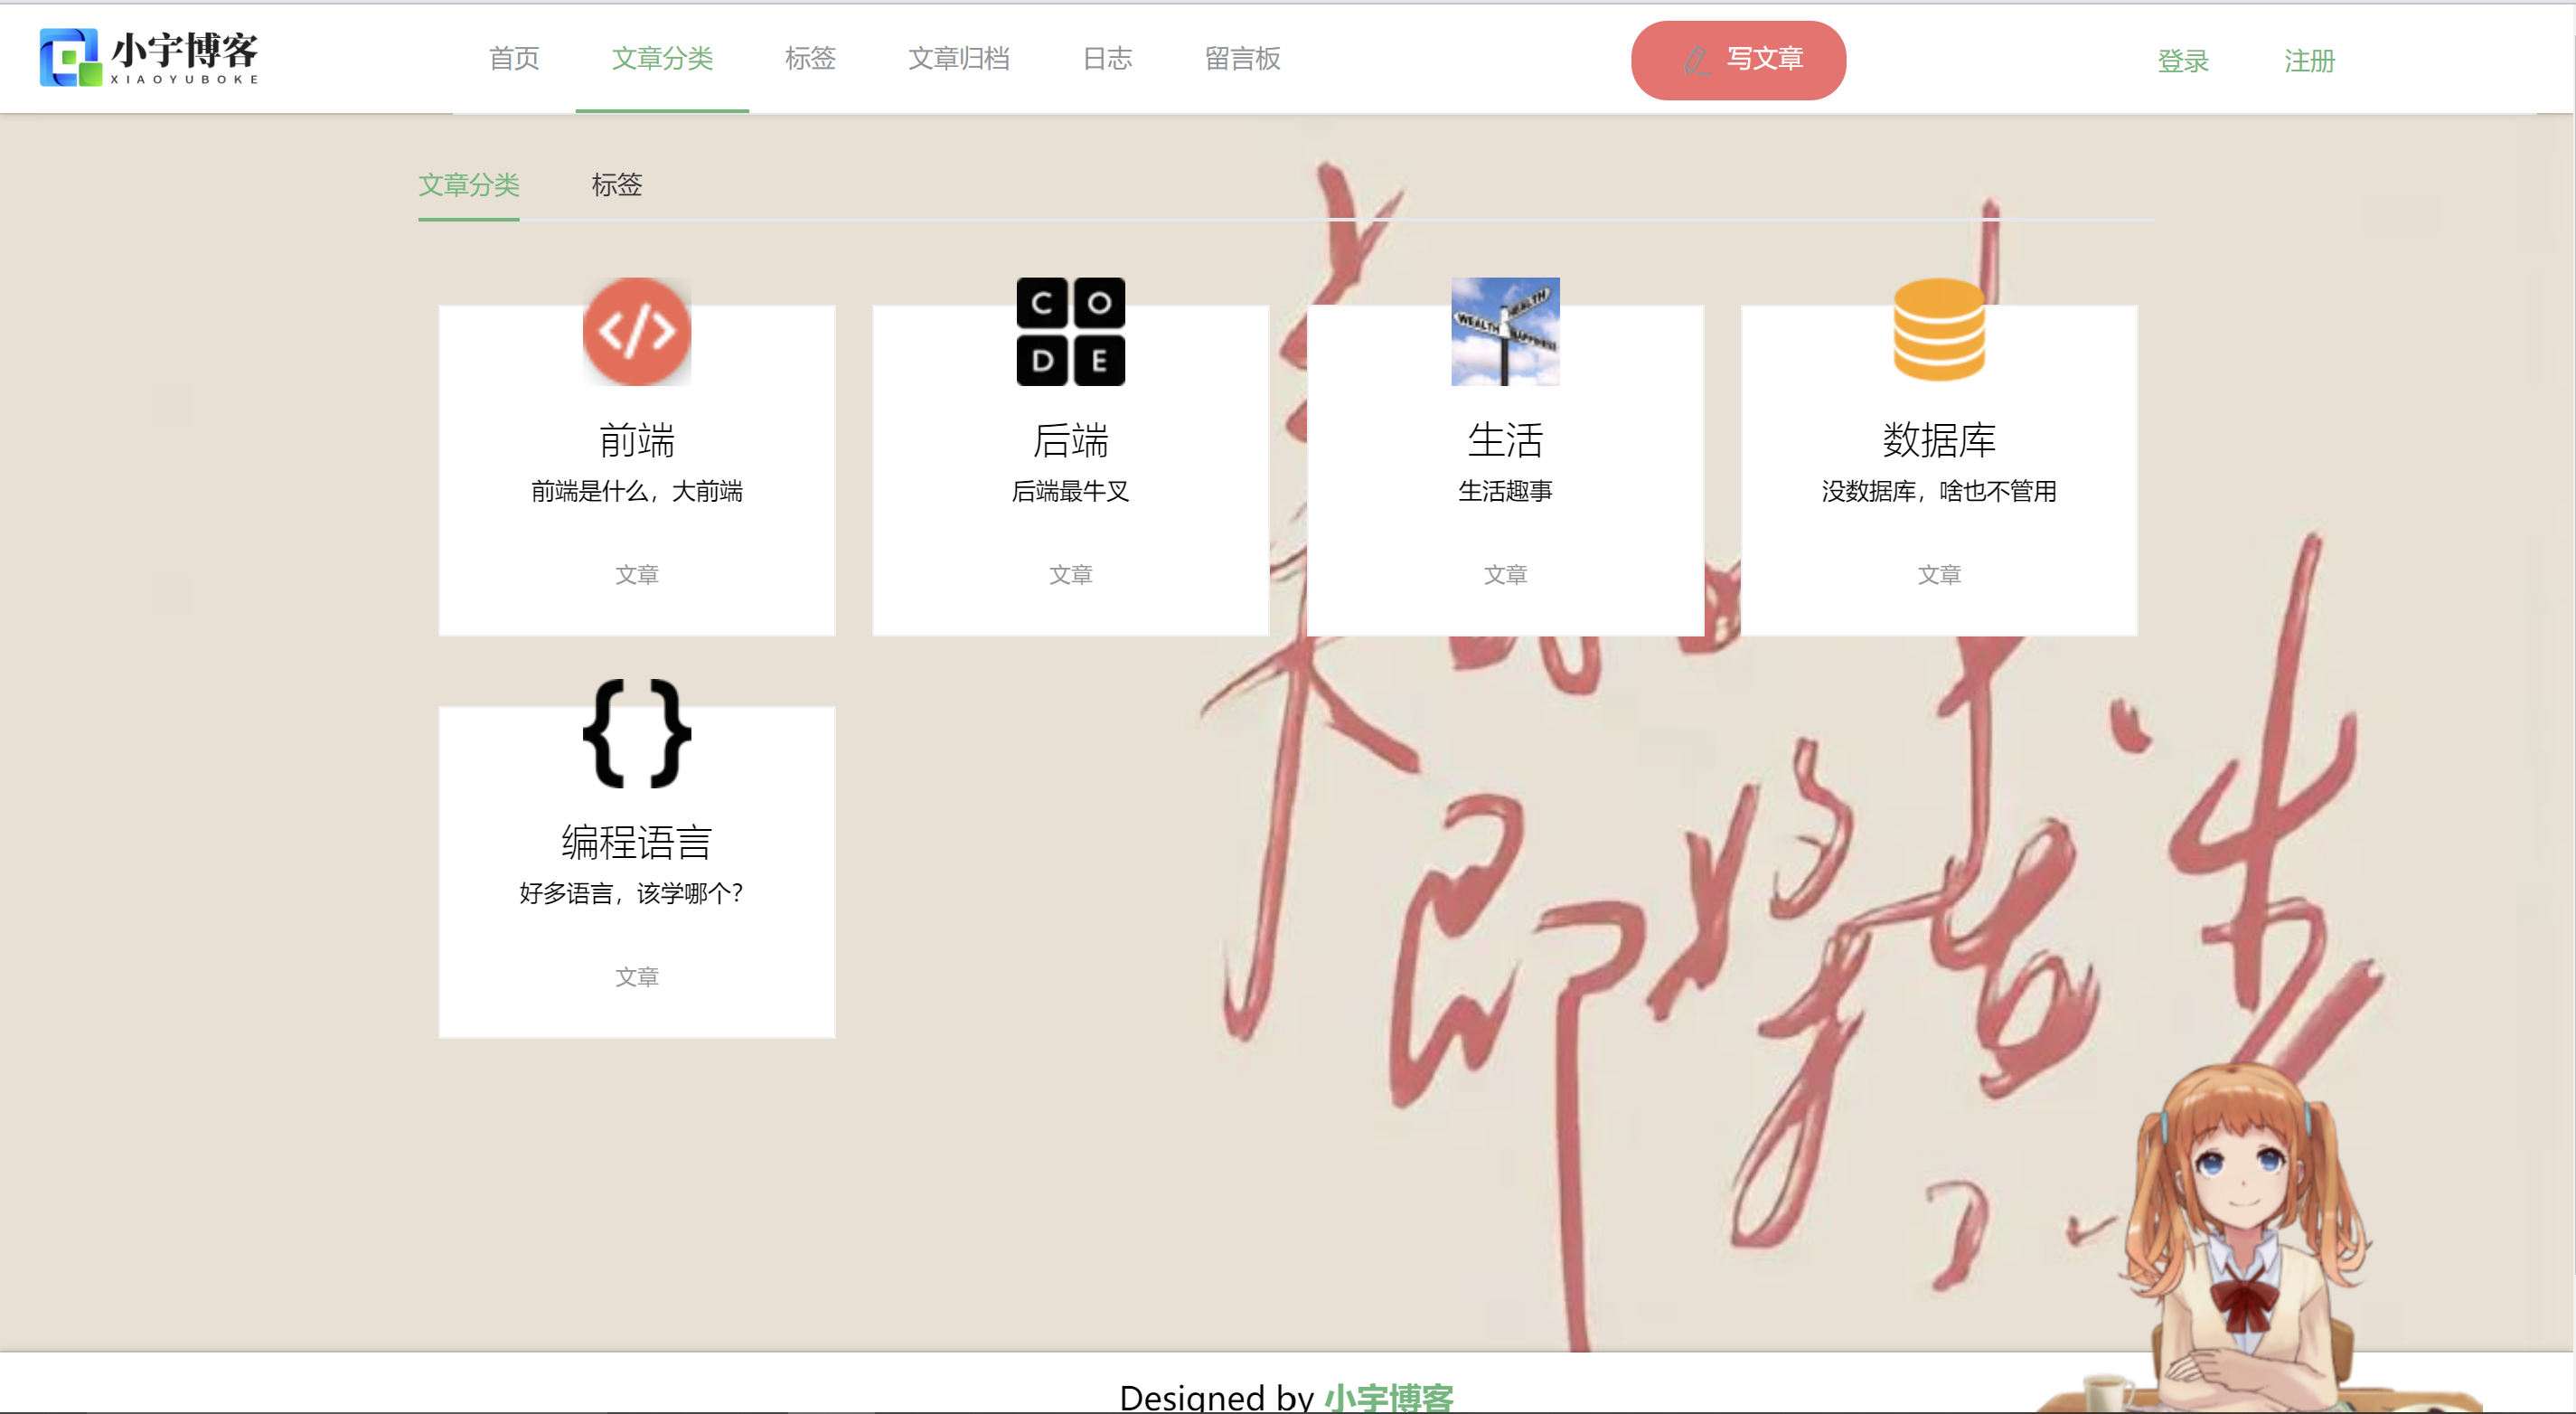 小宇博客
XIAOYUBOKE
首页 文章分类 标签 文章归档 日志 留言板 写文章 登录 注册
文章分类 标签
C O
D E
WEALTH HEALTH
HAPPINESS
前端 后端 生活 数据库
前端是什么，大前端 后端最牛叉 生活趣事 没数据库，啥也不管用
文章 文章 文章 文章
编程语言
好多语言，该学哪个？
文章
Designed by 小宇博客